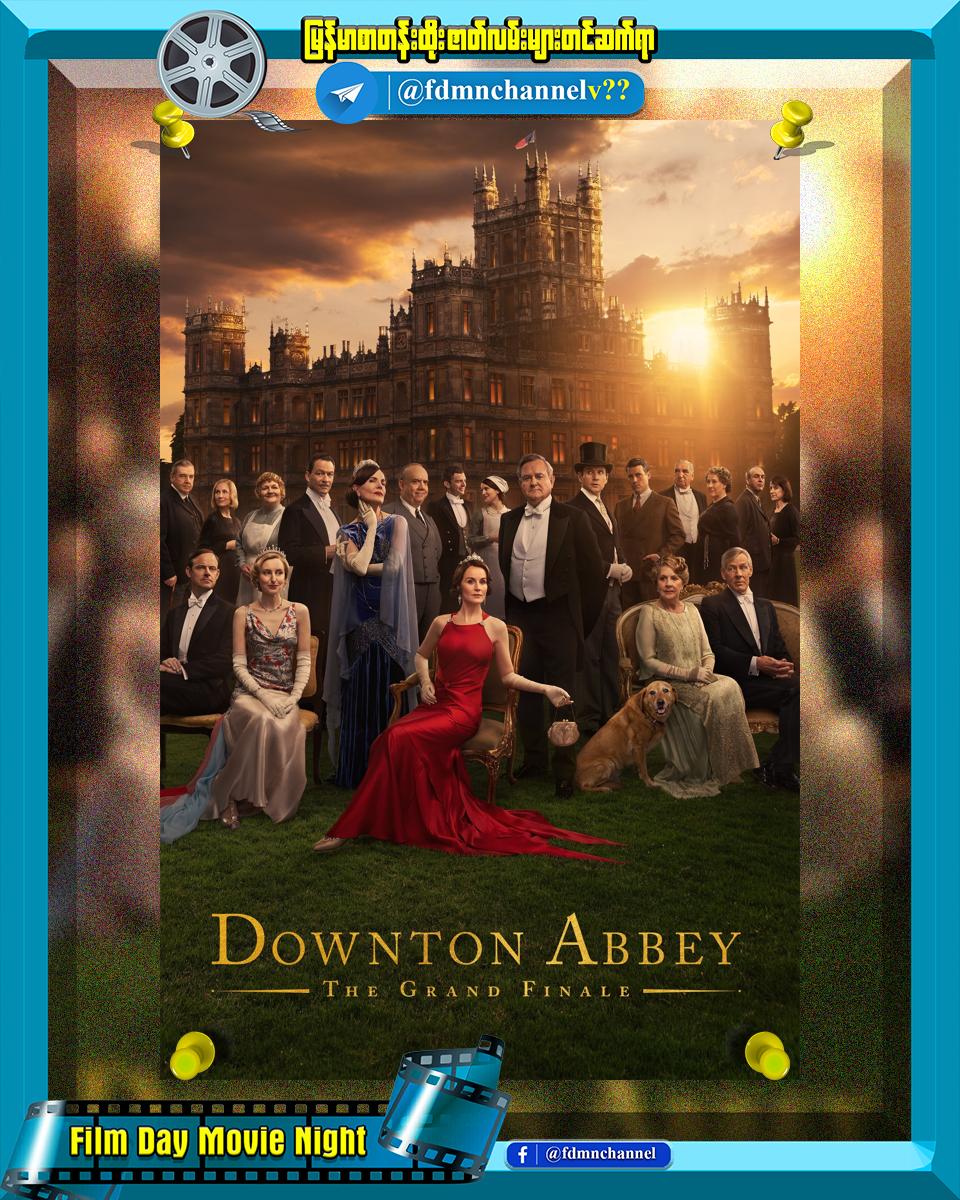 မြန်မာစာတန်းထိုးဇာတ်လမ်းများတင်ဆက်ရာ
@fdmnchannelv??
DOWNTON ABBEY
THE GRAND FINALE
Film Day Movie Night
@fdmnchannel